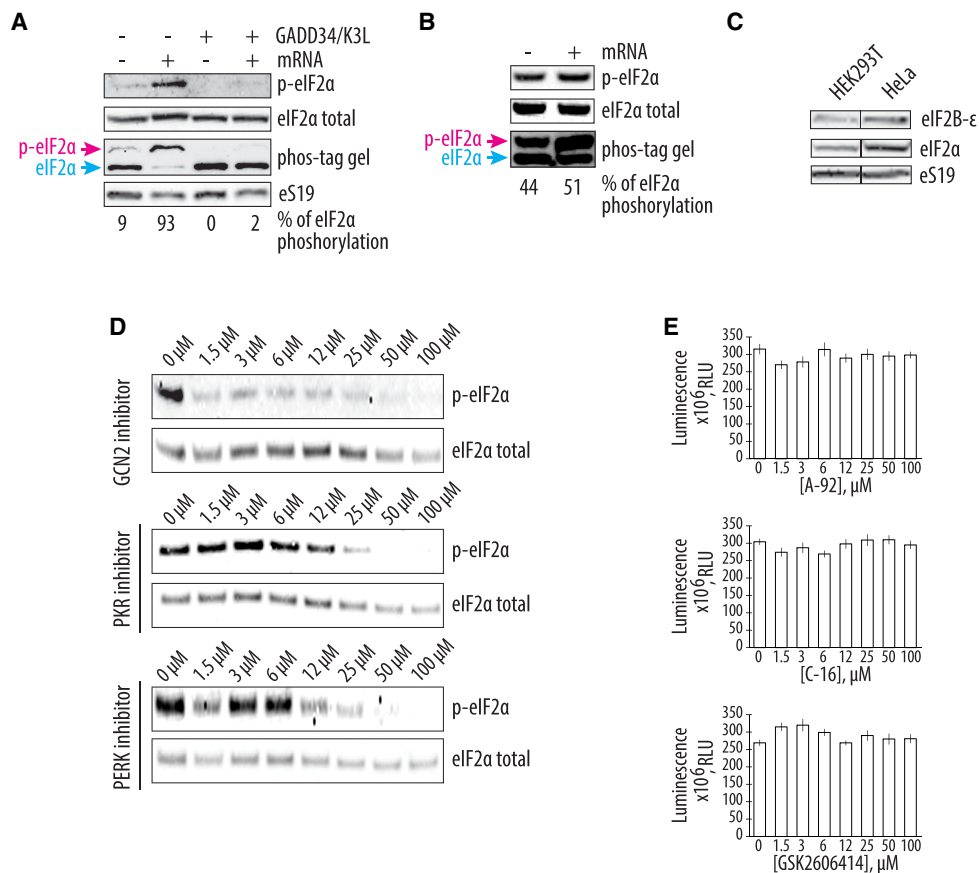 A
- - + + GADD34/K3L
- + - + mRNA
p-eIF2α
eIF2α total
p-eIF2α
eIF2α
phos-tag gel
eS19
9 93 0 2 % of eIF2α
phoshorylation
B
- + mRNA
p-eIF2α
eIF2α total
p-eIF2α
eIF2α
phos-tag gel
44 51 % of eIF2α
phoshorylation
C
HEK293T HeLa
eIF2B-ε
eIF2α
eS19
D
GCN2 inhibitor
0 μM 1.5 μM 3 μM 6 μM 12 μM 25 μM 50 μM 100 μM
p-eIF2α
eIF2α total
PKR inhibitor
0 μM 1.5 μM 3 μM 6 μM 12 μM 25 μM 50 μM 100 μM
p-eIF2α
eIF2α total
PERK inhibitor
0 μM 1.5 μM 3 μM 6 μM 12 μM 25 μM 50 μM 100 μM
p-eIF2α
eIF2α total
E
Luminescence
x10⁶,RLU
350
300
250
200
150
100
50
0
0 1.5 3 6 12 25 50 100
[A-92], μM
Luminescence
x10⁶,RLU
350
300
250
200
150
100
50
0
0 1.5 3 6 12 25 50 100
[C-16], μM
Luminescence
x10⁶,RLU
350
300
250
200
150
100
50
0
0 1.5 3 6 12 25 50 100
[GSK2606414], μM